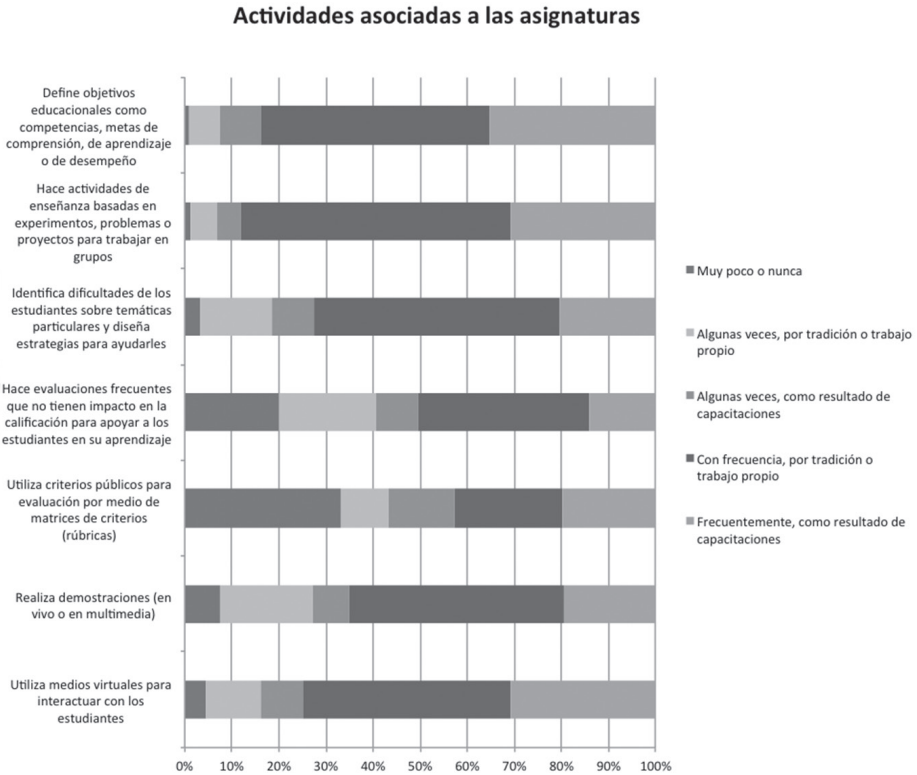 Actividades asociadas a las asignaturas
Define objetivos
educacionales como
competencias, metas de
comprensión, de aprendizaje
o de desempeño
Hace actividades de
enseñanza basadas en
experimentos, problemas o
proyectos para trabajar en
grupos
Identifica dificultades de los
estudiantes sobre temáticas
particulares y diseña
estrategias para ayudarles
Hace evaluaciones frecuentes
que no tienen impacto en la
calificación para apoyar a los
estudiantes en su aprendizaje
Utiliza criterios públicos para
evaluación por medio de
matrices de criterios
(rúbricas)
Realiza demostraciones (en
vivo o en multimedia)
Utiliza medios virtuales para
interactuar con los
estudiantes
0% 10% 20% 30% 40% 50% 60% 70% 80% 90% 100%
Muy poco o nunca
Algunas veces, por tradición o trabajo
propio
Algunas veces, como resultado de
capacitaciones
Con frecuencia, por tradición o
trabajo propio
Frecuentemente, como resultado de
capacitaciones